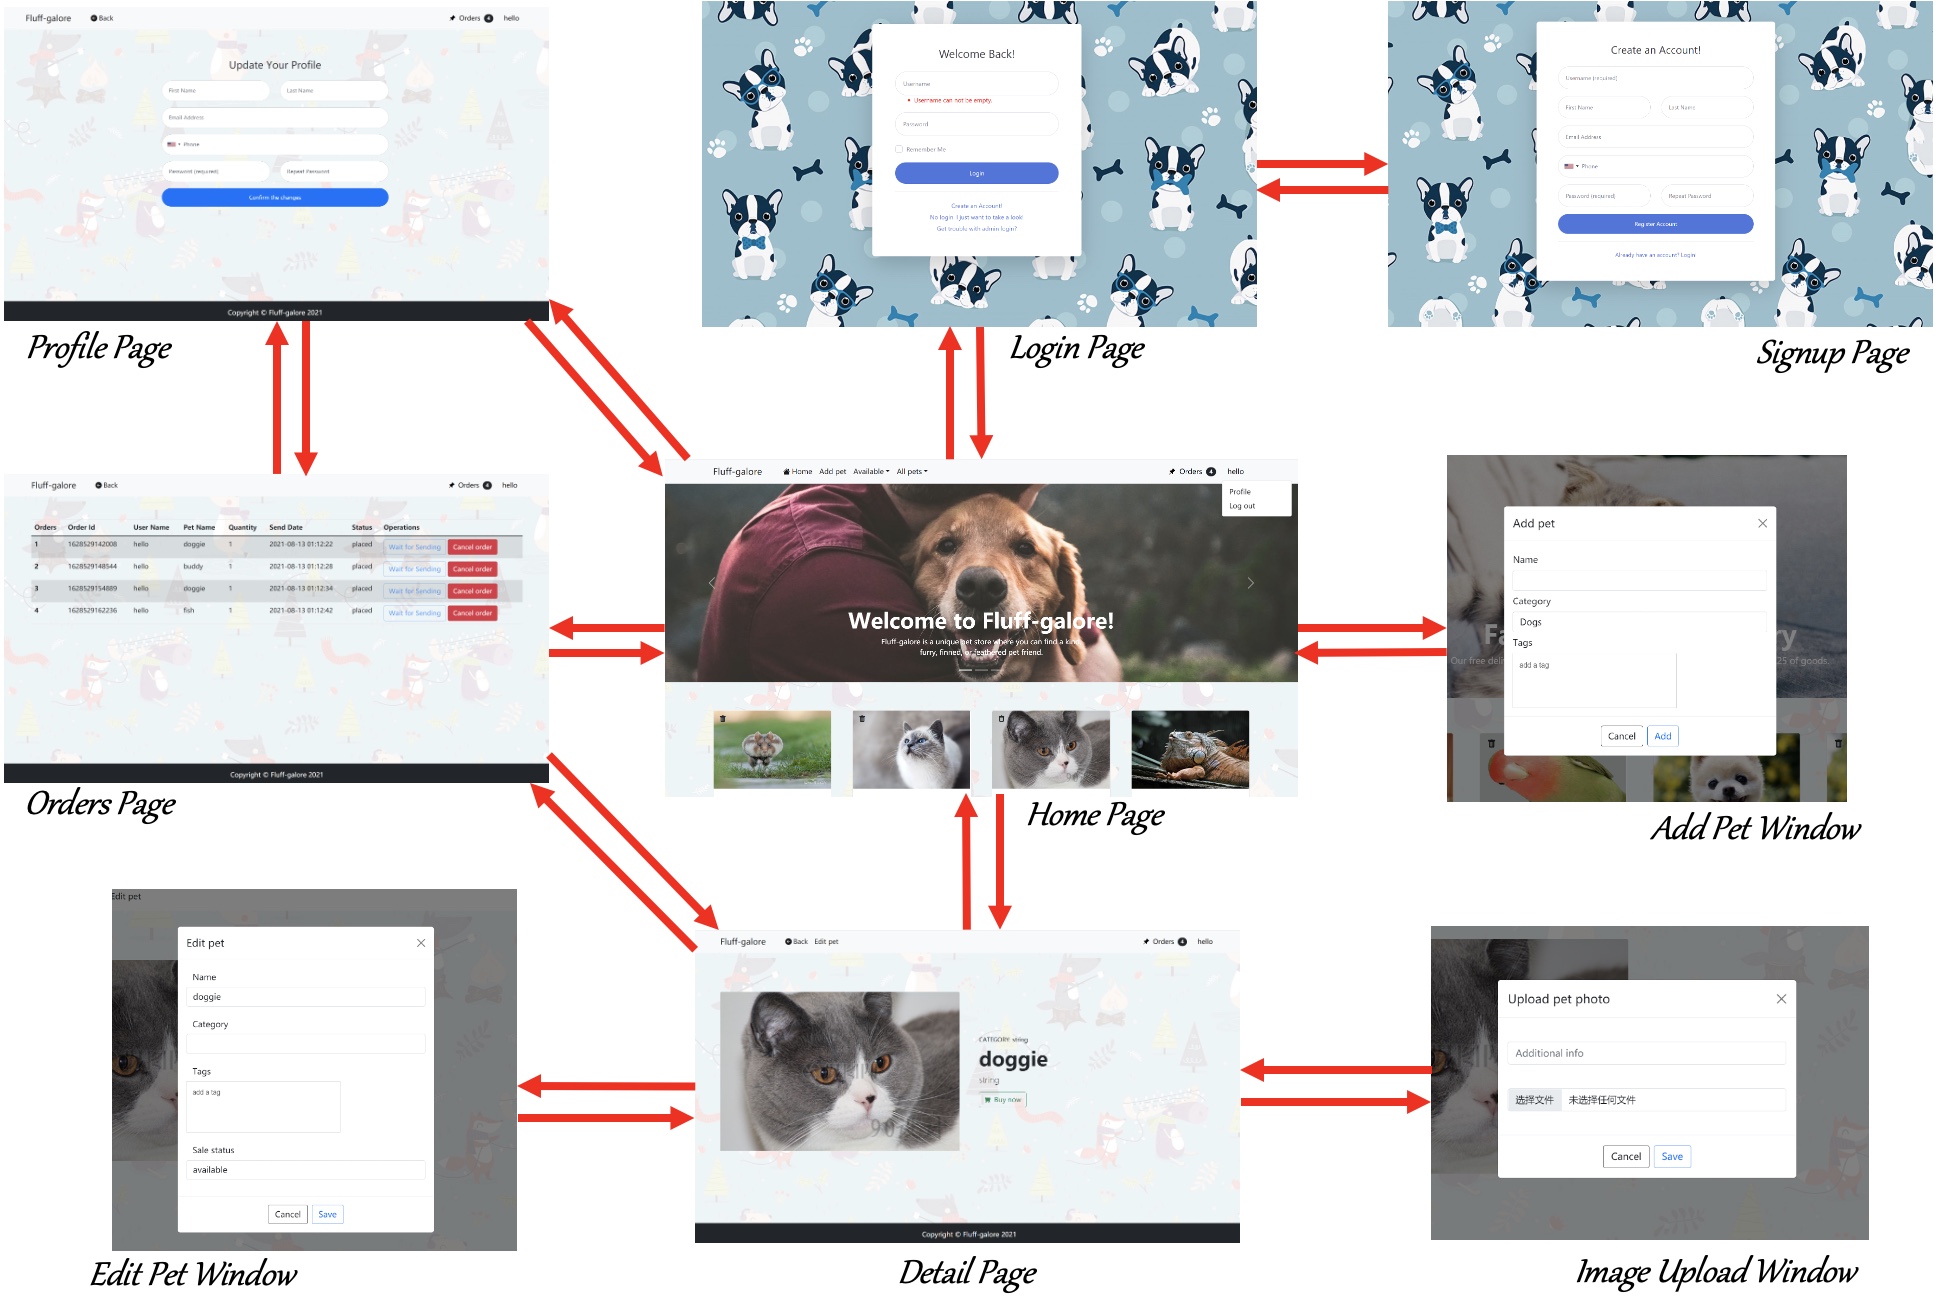 Fluff-galore Back Orders 4 hello
Update Your Profile
First Name Last Name
Email Address
Phone
Password (required) Repeat Password
Confirm the changes
Copyright © Fluff-galore 2021
Profile Page
Welcome Back!
Username
Username can not be empty.
Password
Remember Me
Login
Create an Account!
No login. I just want to take a look!
Get trouble with admin login?
Login Page
Create an Account!
Username (required)
First Name Last Name
Email Address
Phone
Password (required) Repeat Password
Register Account
Already have an account? Login
Signup Page
Fluff-galore Back Orders 4 hello
Orders Order Id User Name Pet Name Quantity Send Date Status Operations
1 1628529142008 hello doggie 1 2021-08-13 01:12:22 placed Wait for Sending Cancel order
2 1628529148544 hello buddy 1 2021-08-13 01:12:28 placed Wait for Sending Cancel order
3 1628529154889 hello doggie 1 2021-08-13 01:12:34 placed Wait for Sending Cancel order
4 1628529162236 hello fish 1 2021-08-13 01:12:42 placed Wait for Sending Cancel order
Copyright © Fluff-galore 2021
Orders Page
Fluff-galore Home Add pet Available All pets Orders 4 hello
Profile
Log out
Welcome to Fluff-galore!
Fluff-galore is a unique pet store where you can find a kind,
furry, finned, or feathered pet friend.
Home Page
Add pet
Name
Category
Dogs
Tags
add a tag
Our free 25 of goods.
Cancel Add
Add Pet Window
Edit pet
Edit pet
Name
doggie
Category
Tags
add a tag
Sale status
available
Cancel Save
Edit Pet Window
Fluff-galore Back Edit pet Orders 4 hello
CATEGORY: string
doggie
string
Buy now
Copyright © Fluff-galore 2021
Detail Page
Upload pet photo
Additional info
选择文件 未选择任何文件
Cancel Save
Image Upload Window